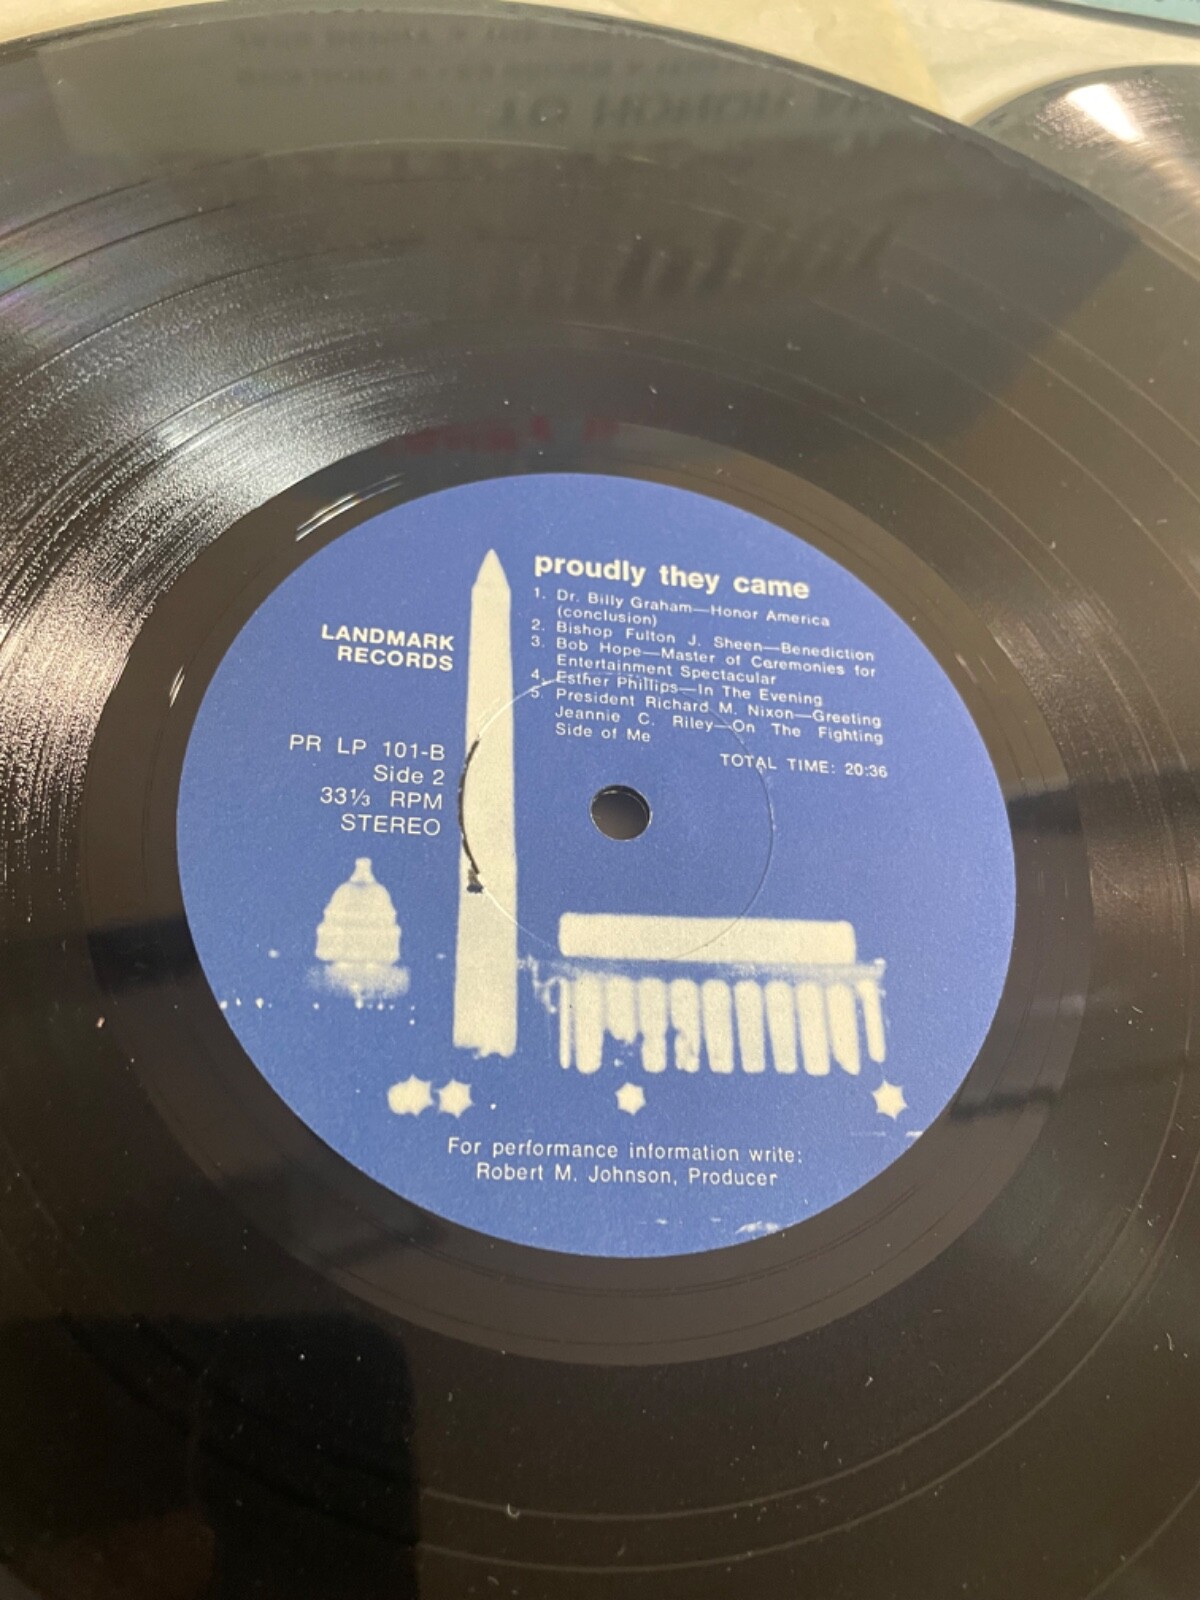 proudly they came
1. Dr. Billy Graham—Honor America
(conclusion)
2. Bishop Fulton J. Sheen—Benediction
3. Bob Hope—Master of Ceremonies for
Entertainment Spectacular
4. Esther Phillips—In The Evening
5. President Richard M. Nixon—Greeting
Jeannie C. Riley—On The Fighting
Side of Me
TOTAL TIME: 20:36
LANDMARK
RECORDS
PR LP 101-B
Side 2
33⅓ RPM
STEREO
For performance information write:
Robert M. Johnson, Producer